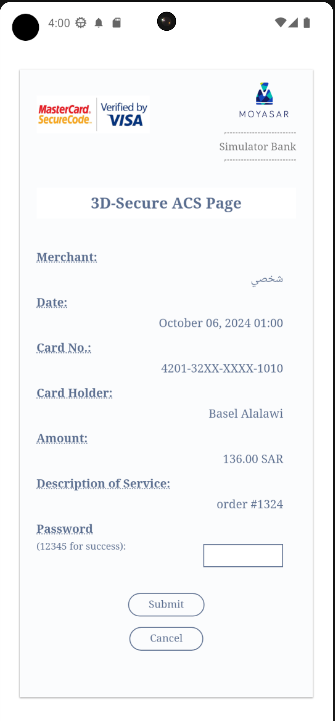 4:00
MasterCard. SecureCode.
Verified by VISA
MOYASAR
Simulator Bank
3D-Secure ACS Page
Merchant:
شخصي
Date:
October 06, 2024 01:00
Card No.:
4201-32XX-XXXX-1010
Card Holder:
Basel Alalawi
Amount:
136.00 SAR
Description of Service:
order #1324
Password
(12345 for success):
Submit
Cancel